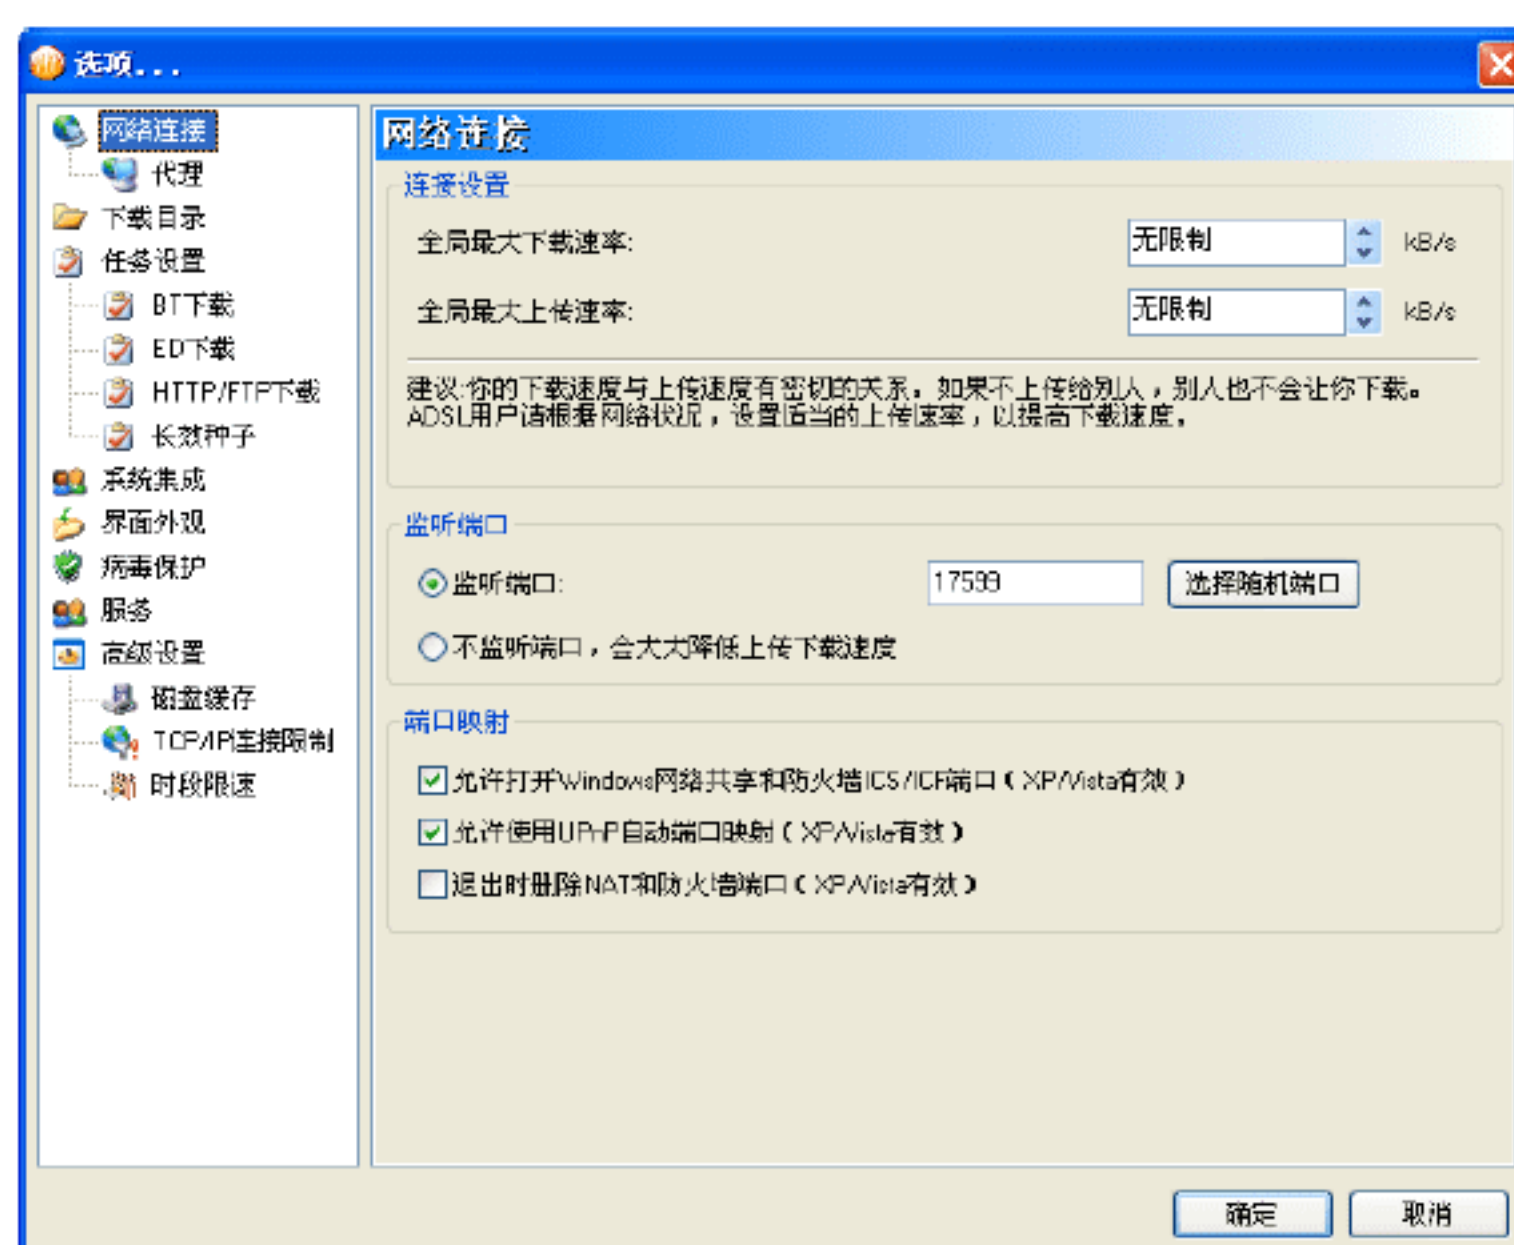 选项...
网络连接
代理
下载目录
任务设置
BT下载
ED下载
HTTP/FTP下载
长效种子
系统集成
界面外观
病毒保护
服务
高级设置
磁盘缓存
TCP/IP连接限制
时段限速
网络连接
连接设置
全局最大下载速率: 无限制 kB/s
全局最大上传速率: 无限制 kB/s
建议:你的下载速度与上传速度有密切的关系。如果不上传给别人，别人也不会让你下载。
ADSL用户请根据网络状况，设置适当的上传速率，以提高下载速度。
监听端口
监听端口: 17599 选择随机端口
不监听端口，会大大降低上传下载速度
端口映射
允许打开Windows网络共享和防火墙ICS/ICF端口（XP/Vista有效）
允许使用UPnP自动端口映射（XP/Vista有效）
退出时删除NAT和防火墙端口（XP/Vista有效）
确定 取消